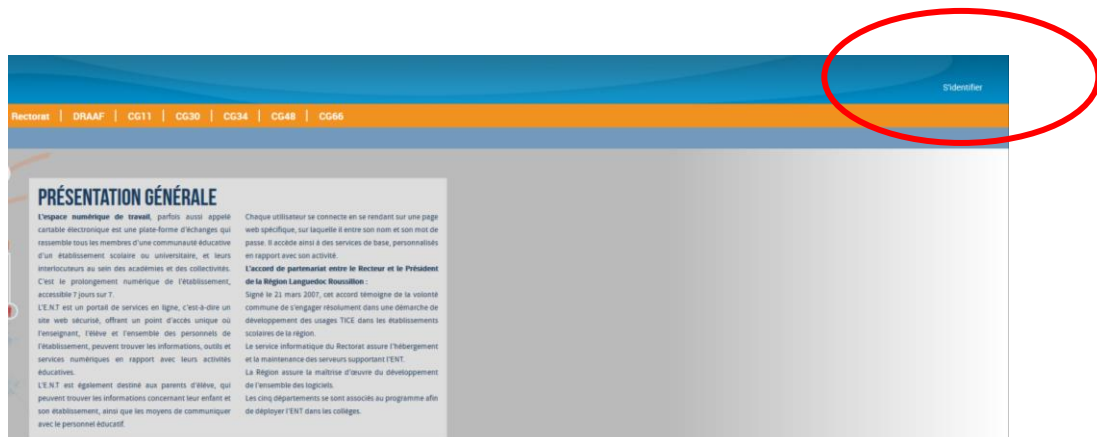 S'identifier
Rectorat | DRAAF | CG11 | CG30 | CG34 | CG48 | CG66
PRÉSENTATION GÉNÉRALE
L'espace numérique de travail, parfois aussi appelé
cartable électronique est une plate-forme d'échanges qui
ressemble tous les membres d'une communauté éducative
d'un établissement scolaire ou universitaire, et leurs
interlocuteurs au sein des académies et des collectivités.
C'est le prolongement numérique de l'établissement,
accessible 7 jours sur 7.
L'E.N.T est un portail de services en ligne, c'est-à-dire un
site web sécurisé, offrant un point d'accès unique où
l'enseignant, l'élève et l'ensemble des personnels de
l'établissement, peuvent trouver les informations, outils et
services numériques en rapport avec leurs activités
éducatives.
L'E.N.T est également destiné aux parents d'élève, qui
peuvent trouver les informations concernant leur enfant et
son établissement, ainsi que les moyens de communiquer
avec le personnel éducatif.
Chaque utilisateur se connecte en se rendant sur une page
web spécifique, sur laquelle il entre son nom et son mot de
passe. Il accède ainsi à des services de base, personnalisés
en rapport avec son activité.
L'accord de partenariat entre le Recteur et le Président
de la Région Languedoc Roussillon :
Signé le 21 mars 2007, cet accord témoigne de la volonté
commune de s'engager résolument dans une démarche de
développement des usages TICE dans les établissements
scolaires de la région.
Le service informatique du Rectorat assure l'hébergement
et la maintenance des serveurs supportant l'ENT.
La Région assure la maîtrise d'œuvre du développement
de l'ensemble des logiciels.
Les cinq départements se sont associés au programme afin
de déployer l'ENT dans les collèges.